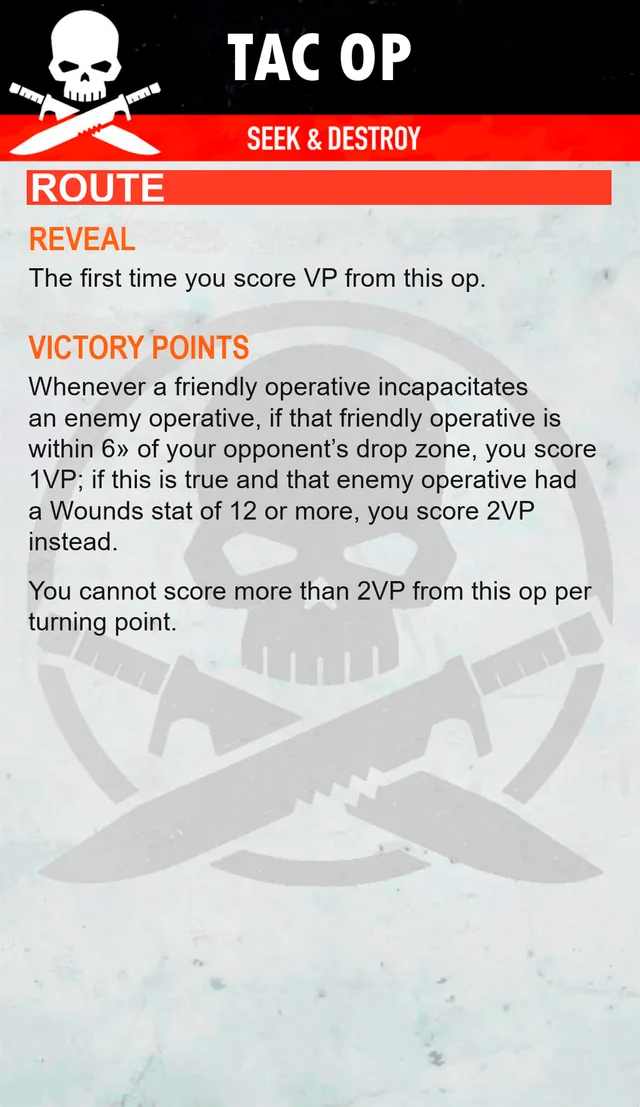 TAC OP
SEEK & DESTROY
ROUTE
REVEAL
The first time you score VP from this op.
VICTORY POINTS
Whenever a friendly operative incapacitates
an enemy operative, if that friendly operative is
within 6» of your opponent’s drop zone, you score
1VP; if this is true and that enemy operative had
a Wounds stat of 12 or more, you score 2VP
instead.
You cannot score more than 2VP from this op per
turning point.